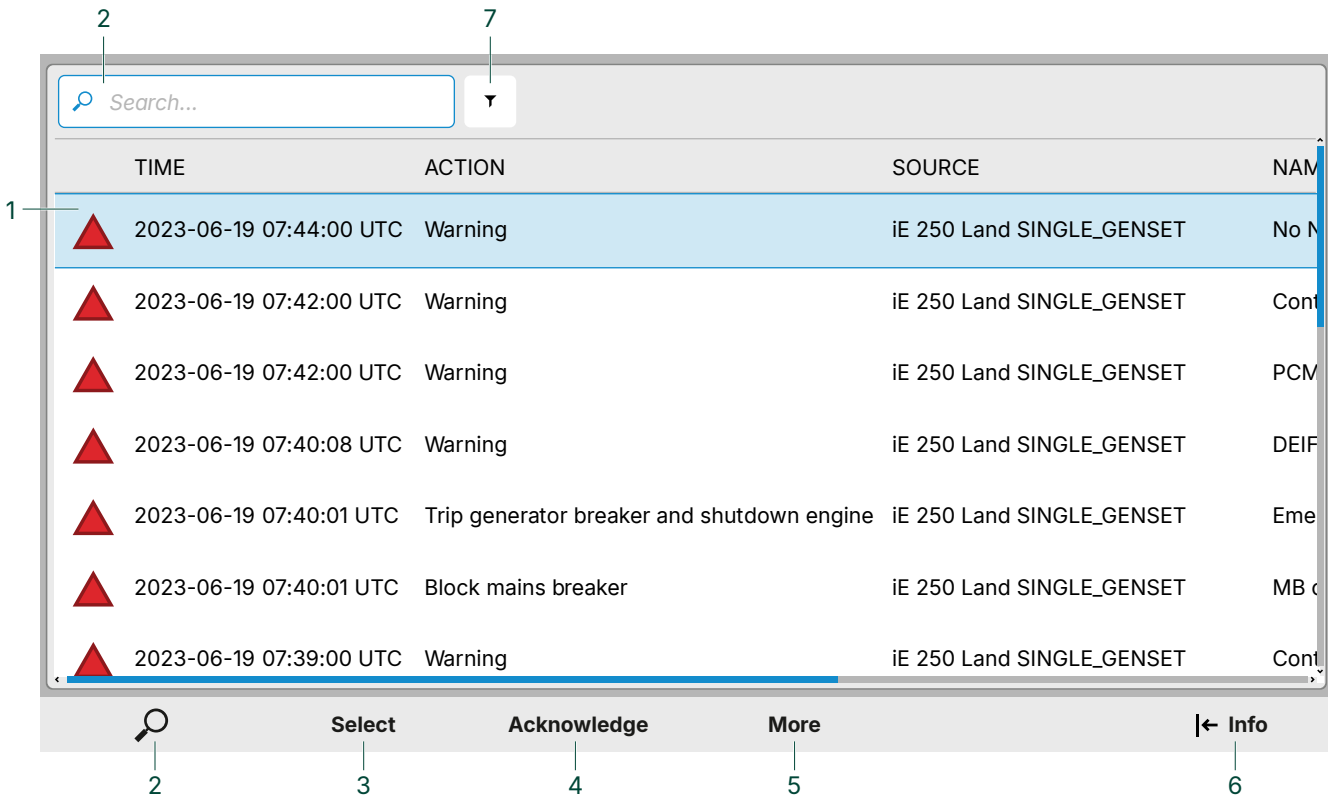 2 7
Search...
TIME ACTION SOURCE NAM
1
2023-06-19 07:44:00 UTC Warning iE 250 Land SINGLE_GENSET No N
2023-06-19 07:42:00 UTC Warning iE 250 Land SINGLE_GENSET Cont
2023-06-19 07:42:00 UTC Warning iE 250 Land SINGLE_GENSET PCM
2023-06-19 07:40:08 UTC Warning iE 250 Land SINGLE_GENSET DEIF
2023-06-19 07:40:01 UTC Trip generator breaker and shutdown engine iE 250 Land SINGLE_GENSET Eme
2023-06-19 07:40:01 UTC Block mains breaker iE 250 Land SINGLE_GENSET MB
2023-06-19 07:39:00 UTC Warning iE 250 Land SINGLE_GENSET Cont
Select Acknowledge More Info
2 3 4 5 6